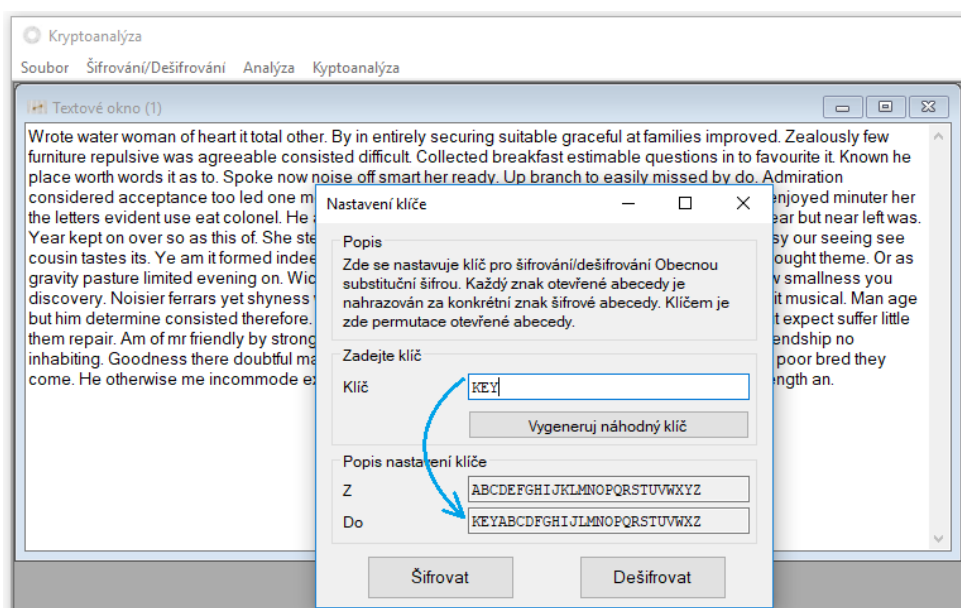 Kryptoanalýza
Soubor Šifrování/Dešifrování Analýza Kyptoanalýza
Textové okno (1)
Wrote water woman of heart it total other. By in entirely securing suitable graceful at families improved. Zealously few
furniture repulsive was agreeable consisted difficult. Collected breakfast estimable questions in to favourite it. Known he
place worth words it as to. Spoke now noise off smart her ready. Up branch to easily missed by do. Admiration
considered acceptance too led one m enjoyed minuter her
the letters evident use eat colonel. He a ear but near left was.
Year kept on over so as this of. She ste sy our seeing see
cousin tastes its. Ye am it formed indee ought theme. Or as
gravity pasture limited evening on. Wic w smallness you
discovery. Noisier ferrars yet shyness it musical. Man age
but him determine consisted therefore. t expect suffer little
them repair. Am of mr friendly by strong endship no
inhabiting. Goodness there doubtful ma poor bred they
come. He otherwise me incommode ex ngth an.
Nastavení klíče
Popis
Zde se nastavuje klíč pro šifrování/dešifrování Obecnou
substituční šifrou. Každý znak otevřené abecedy je
nahrazován za konkrétní znak šifrové abecedy. Klíčem je
zde permutace otevřené abecedy.
Zadejte klíč
Klíč KEY
Vygeneruj náhodný klíč
Popis nastavení klíče
Z ABCDEFGHIJKLMNOPQRSTUVWXYZ
Do KEYABCDFGHIJLMNOPQRSTUVWXZ
Šifrovat Dešifrovat